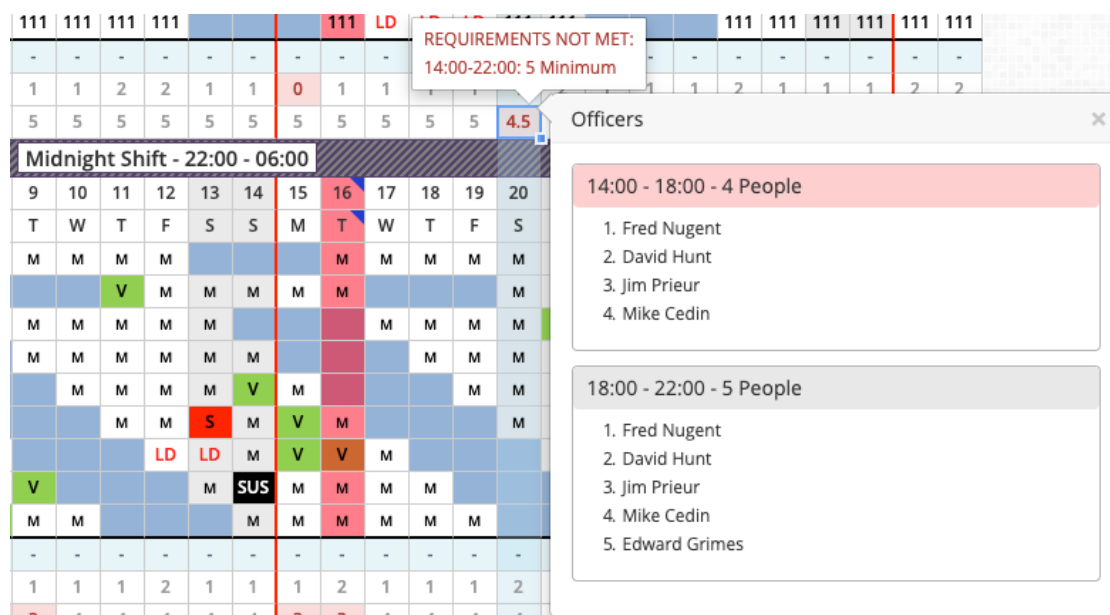 111 111 111 111 111 LD 111 111 111 111 111 111
REQUIREMENTS NOT MET:
14:00-22:00: 5 Minimum
- - - - - - - - - - - - - - - -
1 1 2 2 1 1 0 1 1 1 2 1 1 1 2 2
5 5 5 5 5 5 5 5 5 5 5 4.5
Officers ×
Midnight Shift - 22:00 - 06:00
9 10 11 12 13 14 15 16 17 18 19 20
T W T F S S M T W T F S
M M M M M M M M M
V M M M M M M
M M M M M M M M M
M M M M M M M M
M M M M V M M M
M M S M V M M
LD LD M V V M
V M SUS M M M M
M M M M M M M M
- - - - - - - - - - - -
1 1 1 2 1 1 1 2 1 1 1 2
14:00 - 18:00 - 4 People
1. Fred Nugent
2. David Hunt
3. Jim Prieur
4. Mike Cedin
18:00 - 22:00 - 5 People
1. Fred Nugent
2. David Hunt
3. Jim Prieur
4. Mike Cedin
5. Edward Grimes